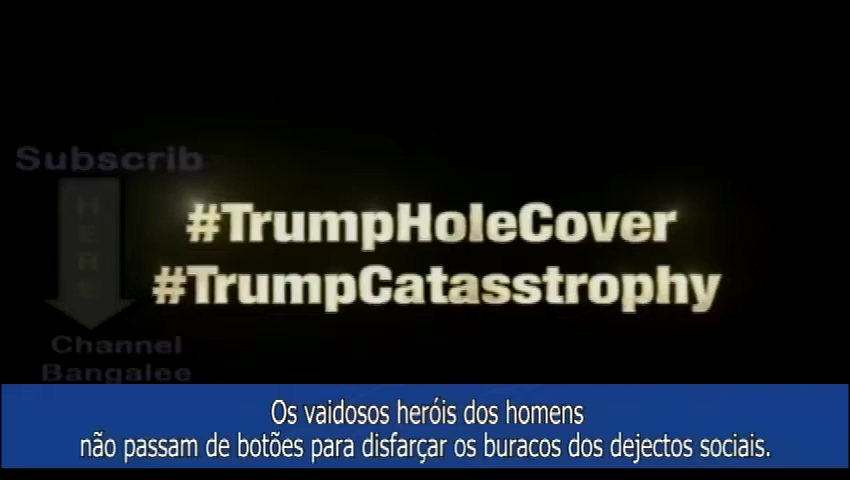 Subscrib
HERE
#TrumpHoleCover
#TrumpCatasstrophy
Channel
Bangalee
Os vaidosos heróis dos homens
não passam de botões para disfarçar os buracos dos dejectos sociais.